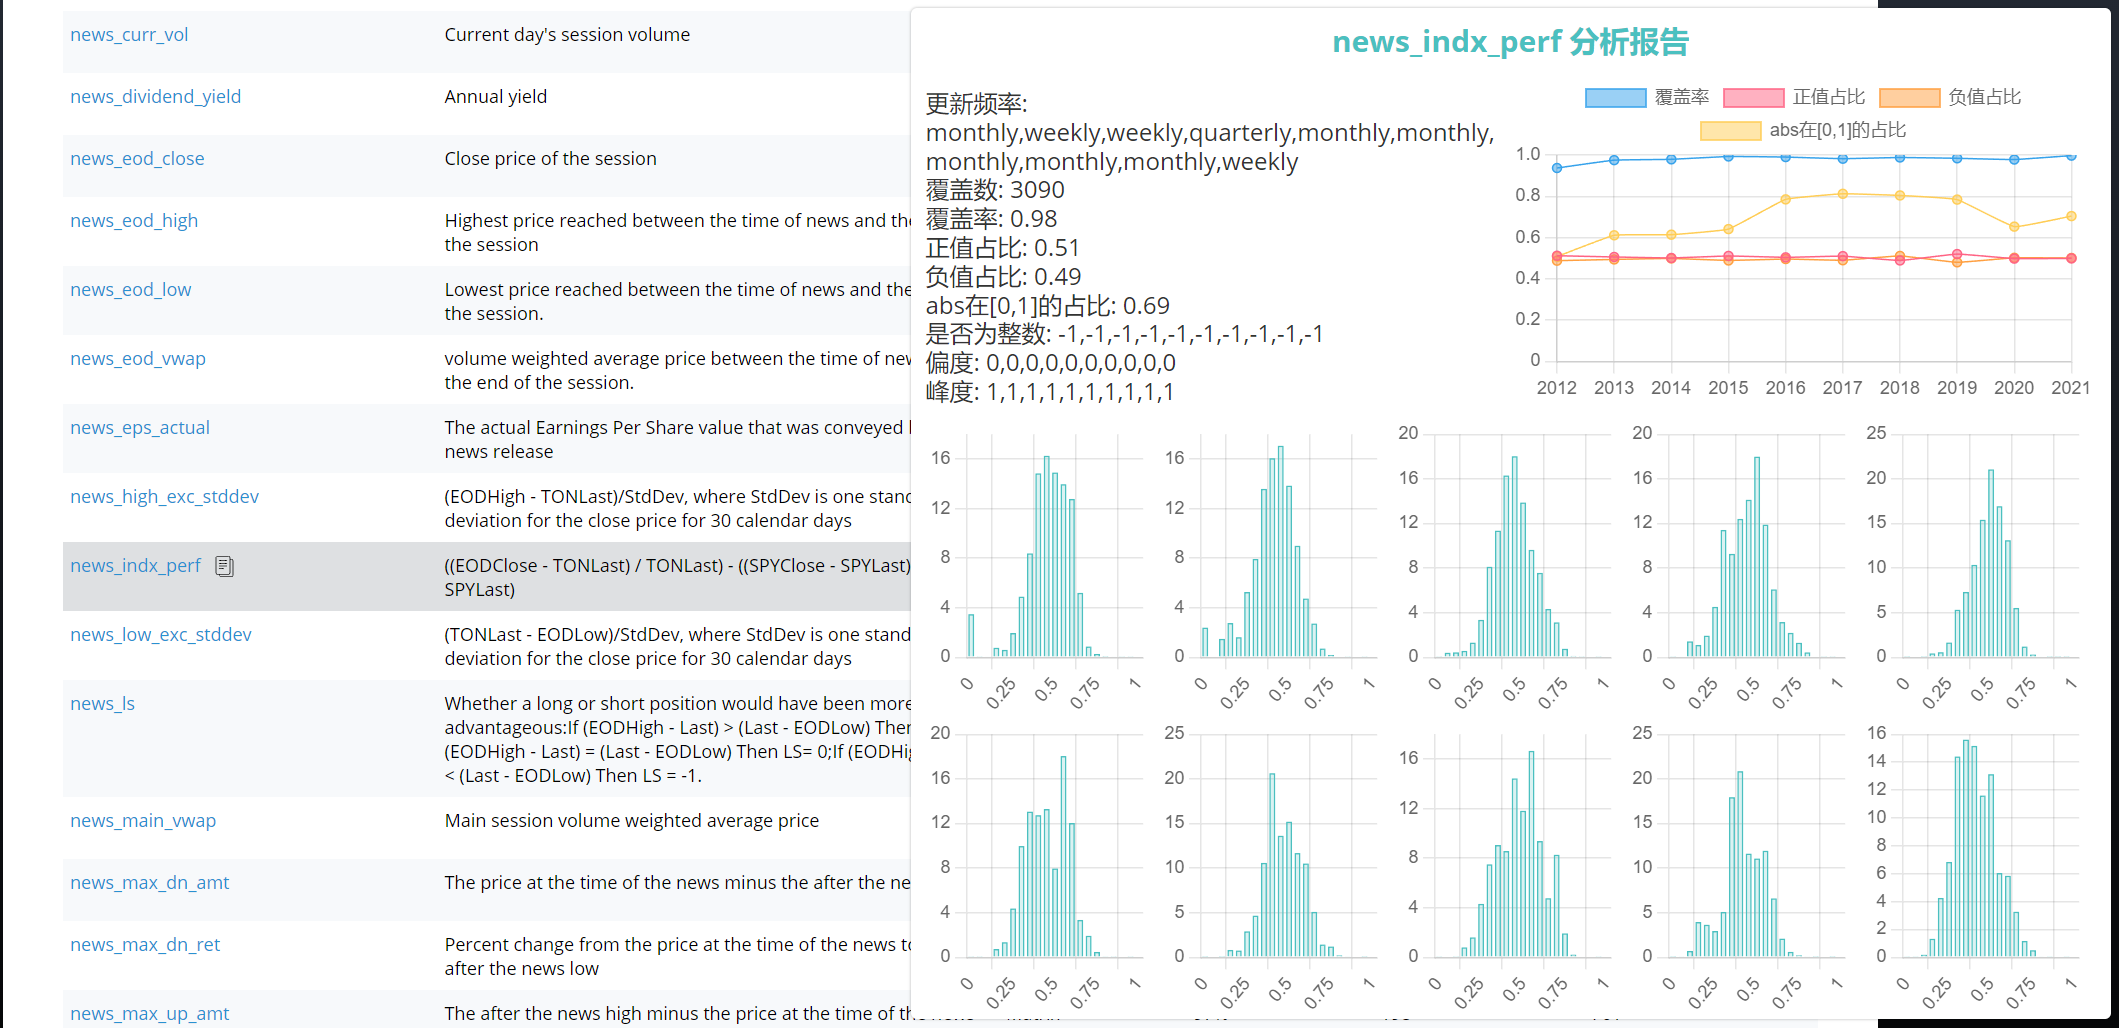 news_curr_vol
Current day's session volume
news_dividend_yield
Annual yield
news_eod_close
Close price of the session
news_eod_high
Highest price reached between the time of news and the
the session
news_eod_low
Lowest price reached between the time of news and the
the session.
news_eod_vwap
volume weighted average price between the time of new
the end of the session.
news_eps_actual
The actual Earnings Per Share value that was conveyed
news release
news_high_exc_stddev
(EODHigh - TONLast)/StdDev, where StdDev is one stand
deviation for the close price for 30 calendar days
news_indx_perf
((EODClose - TONLast) / TONLast) - ((SPYClose - SPYLast)
SPYLast)
news_low_exc_stddev
(TONLast - EODLow)/StdDev, where StdDev is one stand
deviation for the close price for 30 calendar days
news_ls
Whether a long or short position would have been more
advantageous:If (EODHigh - Last) > (Last - EODLow) Then
(EODHigh - Last) = (Last - EODLow) Then LS= 0;If (EODHig
< (Last - EODLow) Then LS = -1.
news_main_vwap
Main session volume weighted average price
news_max_dn_amt
The price at the time of the news minus the after the ne
news_max_dn_ret
Percent change from the price at the time of the news to
after the news low
news_max_up_amt
The after the news high minus the price at the time of th
news_indx_perf 分析报告
更新频率:
monthly,weekly,weekly,quarterly,monthly,monthly,
monthly,monthly,monthly,weekly
覆盖数: 3090
覆盖率: 0.98
正值占比: 0.51
负值占比: 0.49
abs在[0,1]的占比: 0.69
是否为整数: -1,-1,-1,-1,-1,-1,-1,-1,-1,-1
偏度: 0,0,0,0,0,0,0,0,0,0
峰度: 1,1,1,1,1,1,1,1,1,1
覆盖率 正值占比 负值占比
abs在[0,1]的占比
1.0
0.8
0.6
0.4
0.2
0
2012 2013 2014 2015 2016 2017 2018 2019 2020 2021
16
12
8
4
0
0 0.25 0.5 0.75 1
16
12
8
4
0
0 0.25 0.5 0.75 1
20
16
12
8
4
0
0 0.25 0.5 0.75 1
20
16
12
8
4
0
0 0.25 0.5 0.75 1
25
20
15
10
5
0
0 0.25 0.5 0.75 1
20
16
12
8
4
0
0 0.25 0.5 0.75 1
25
20
15
10
5
0
0 0.25 0.5 0.75 1
16
12
8
4
0
0 0.25 0.5 0.75 1
25
20
15
10
5
0
0 0.25 0.5 0.75 1
16
14
12
10
8
6
4
2
0
0 0.25 0.5 0.75 1